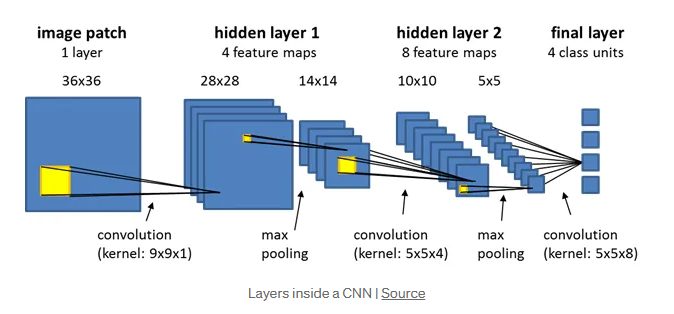 image patch
1 layer
36x36
hidden layer 1
4 feature maps
28x28
14x14
hidden layer 2
8 feature maps
10x10
5x5
final layer
4 class units
convolution
(kernel: 9x9x1)
max
pooling
convolution
(kernel: 5x5x4)
max
pooling
convolution
(kernel: 5x5x8)
Layers inside a CNN | Source